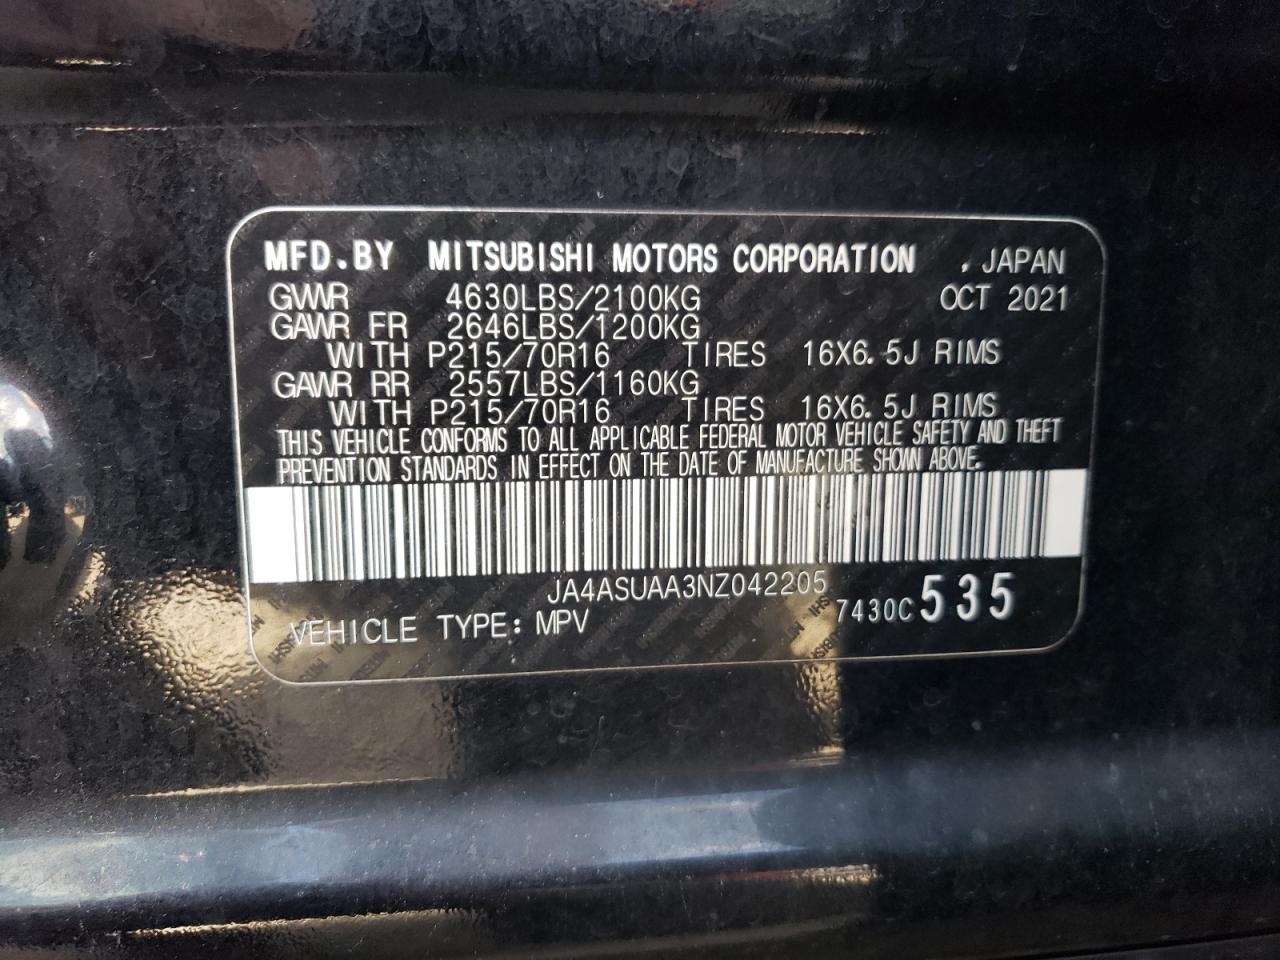 MFD.BY MITSUBISHI MOTORS CORPORATION , JAPAN
GVWR 4630LBS/2100KG OCT 2021
GAWR FR 2646LBS/1200KG
WITH P215/70R16 TIRES 16X6.5J RIMS
GAWR RR 2557LBS/1160KG
WITH P215/70R16 TIRES 16X6.5J RIMS
THIS VEHICLE CONFORMS TO ALL APPLICABLE FEDERAL MOTOR VEHICLE SAFETY AND THEFT
PREVENTION STANDARDS IN EFFECT ON THE DATE OF MANUFACTURE SHOWN ABOVE.
JA4ASUAA3NZ042205
VEHICLE TYPE: MPV 7430C 535